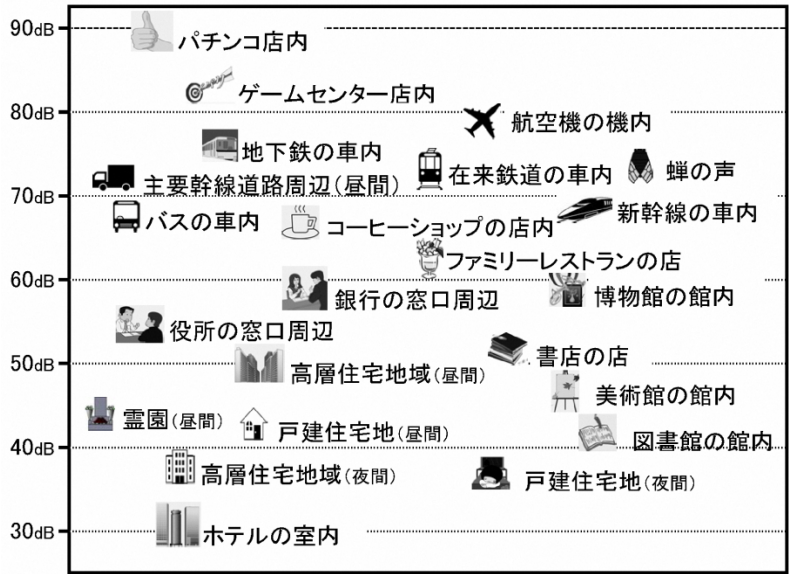 90dB
パチンコ店内
ゲームセンター店内
80dB
航空機の機内
地下鉄の車内
在来鉄道の車内
蝉の声
主要幹線道路周辺(昼間)
70dB
バスの車内
コーヒーショップの店内
新幹線の車内
ファミリーレストランの店
60dB
銀行の窓口周辺
博物館の館内
役所の窓口周辺
50dB
書店の店
高層住宅地域(昼間)
美術館の館内
霊園(昼間)
戸建住宅地(昼間)
図書館の館内
40dB
高層住宅地域(夜間)
戸建住宅地(夜間)
30dB
ホテルの室内